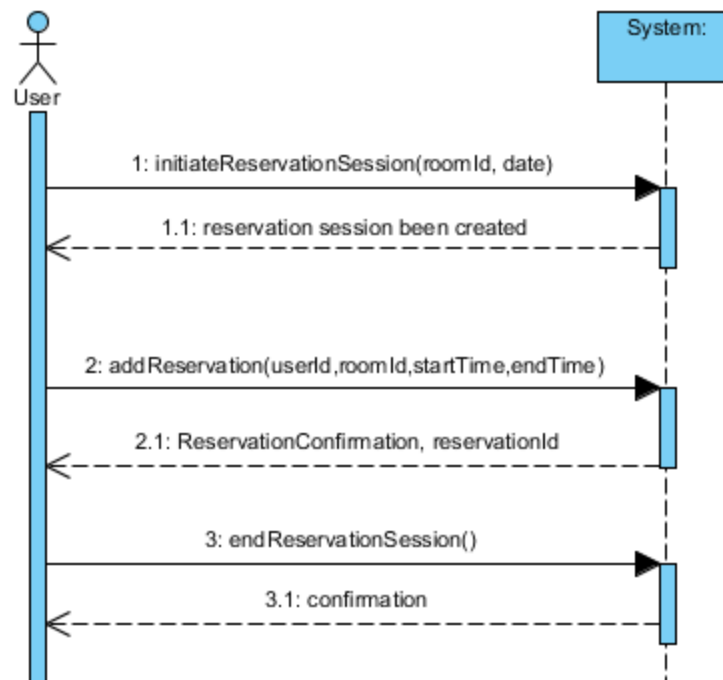 System:
User
1: initiateReservationSession(roomId, date)
1.1: reservation session been created
2: addReservation(userId,roomId,startTime,endTime)
2.1: ReservationConfirmation, reservationId
3: endReservationSession()
3.1: confirmation